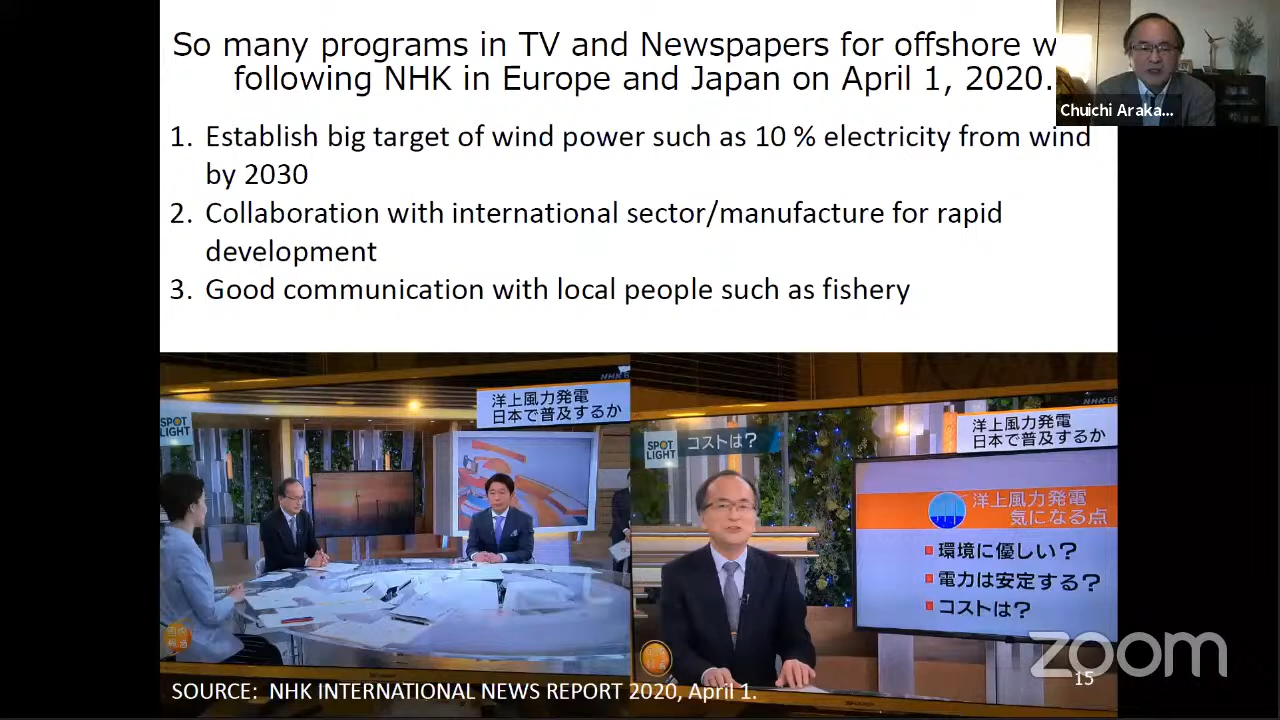 So many programs in TV and Newspapers for offshore w
following NHK in Europe and Japan on April 1, 2020.
Chuichi Araka...
1. Establish big target of wind power such as 10 % electricity from wind
by 2030
2. Collaboration with international sector/manufacture for rapid
development
3. Good communication with local people such as fishery
NHK
洋上風力発電
日本で普及するか
SPOT
LIGHT
NHK
洋上風力発電
日本で普及するか
SPOT
LIGHT
コストは?
洋上風力発電
気になる点
環境に優しい?
電力は安定する?
コストは?
zoom
SOURCE: NHK INTERNATIONAL NEWS REPORT 2020, April 1.
15